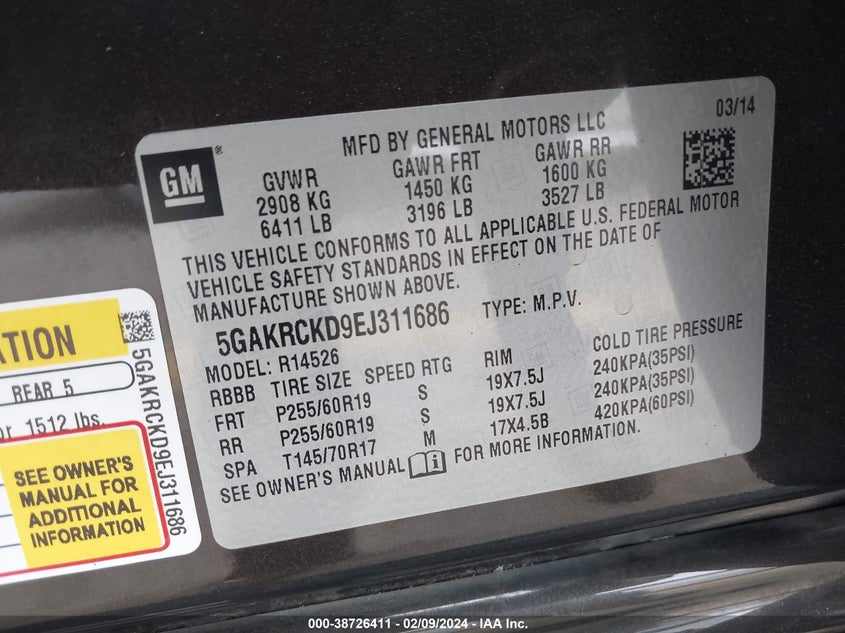 MFD BY GENERAL MOTORS LLC
03/14
GM®
GVWR GAWR FRT GAWR RR
2908 KG 1450 KG 1600 KG
6411 LB 3196 LB 3527 LB
THIS VEHICLE CONFORMS TO ALL APPLICABLE U.S. FEDERAL MOTOR
VEHICLE SAFETY STANDARDS IN EFFECT ON THE DATE OF
MANUFACTURE SHOWN ABOVE.
5GAKRCKD9EJ311686 TYPE: M.P.V.
MODEL: R14526
RBBB TIRE SIZE SPEED RTG RIM COLD TIRE PRESSURE
FRT P255/60R19 S 19X7.5J 240KPA(35PSI)
RR P255/60R19 S 19X7.5J 240KPA(35PSI)
SPA T145/70R17 M 17X4.5B 420KPA(60PSI)
SEE OWNER'S MANUAL FOR MORE INFORMATION.
REAR 5
1512 lbs.
SEE OWNER'S
MANUAL FOR
ADDITIONAL
INFORMATION
5GAKRCKD9EJ311686
000-38726411 - 02/09/2024 - IAAI Inc.